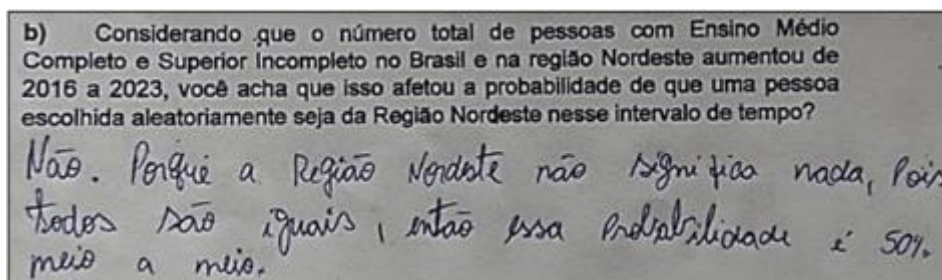 b) Considerando que o número total de pessoas com Ensino Médio
Completo e Superior Incompleto no Brasil e na região Nordeste aumentou de
2016 a 2023, você acha que isso afetou a probabilidade de que uma pessoa
escolhida aleatoriamente seja da Região Nordeste nesse intervalo de tempo?
Não. Porque a Região Nordeste não significa nada, Pois
todos são iguais, então essa Probabilidade é 50%.
meio a meio.